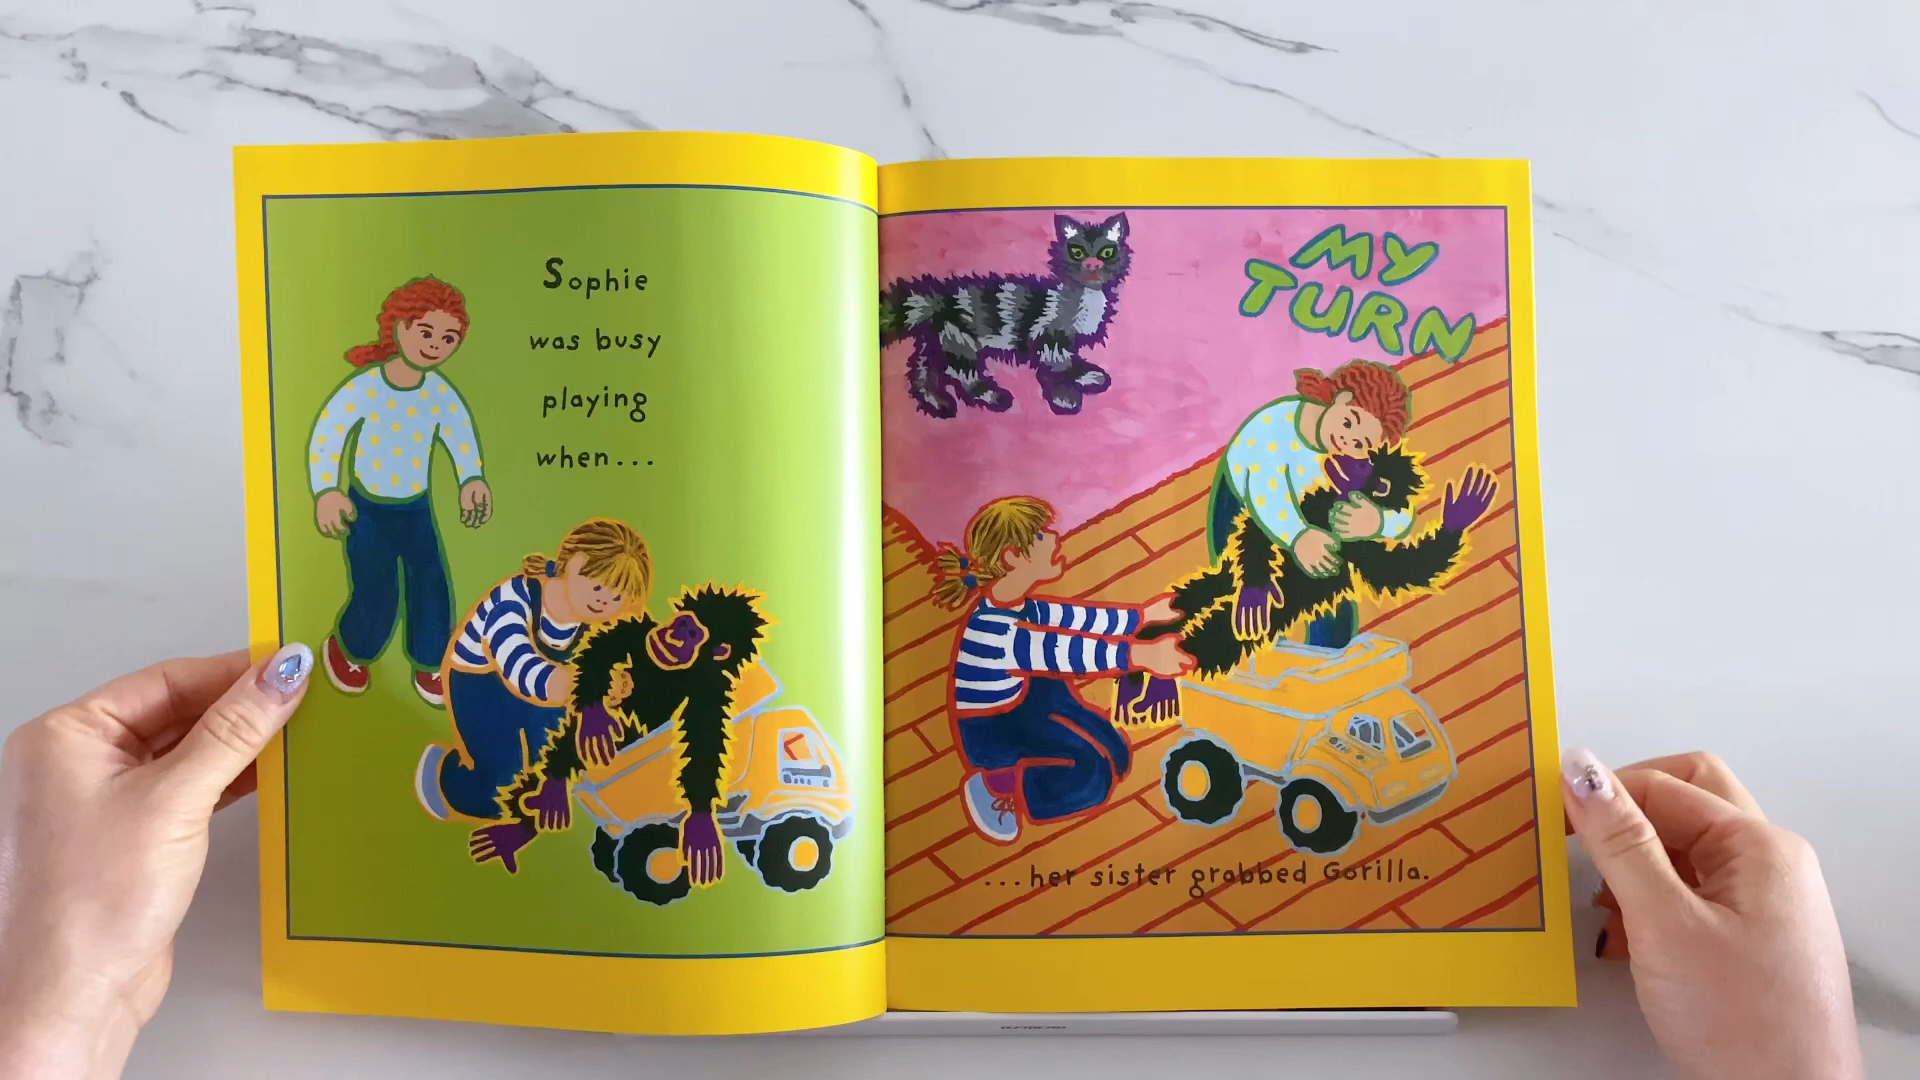 Sophie
was busy
playing
when...
MY
TURN
...her sister grabbed Gorilla.